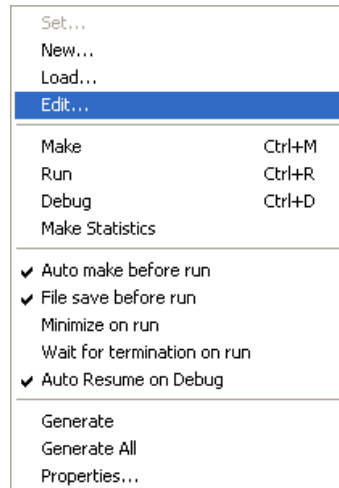 Set...
New...
Load...
Edit...
Make Ctrl+M
Run Ctrl+R
Debug Ctrl+D
Make Statistics
Auto make before run
File save before run
Minimize on run
Wait for termination on run
Auto Resume on Debug
Generate
Generate All
Properties...